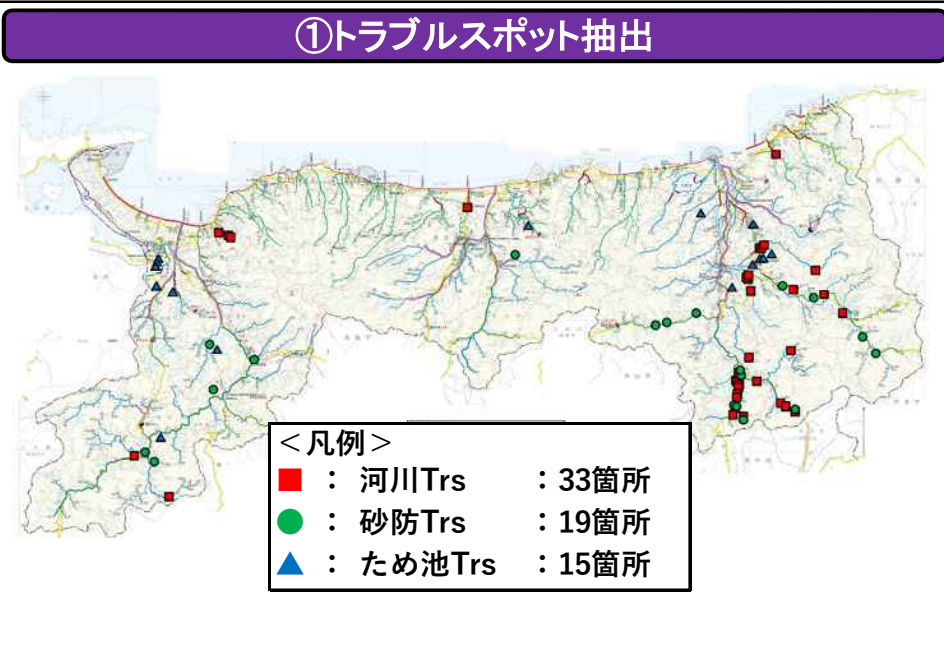 ①トラブルスポット抽出
＜凡例＞
： 河川Trs ：33箇所
： 砂防Trs ：19箇所
： ため池Trs ：15箇所